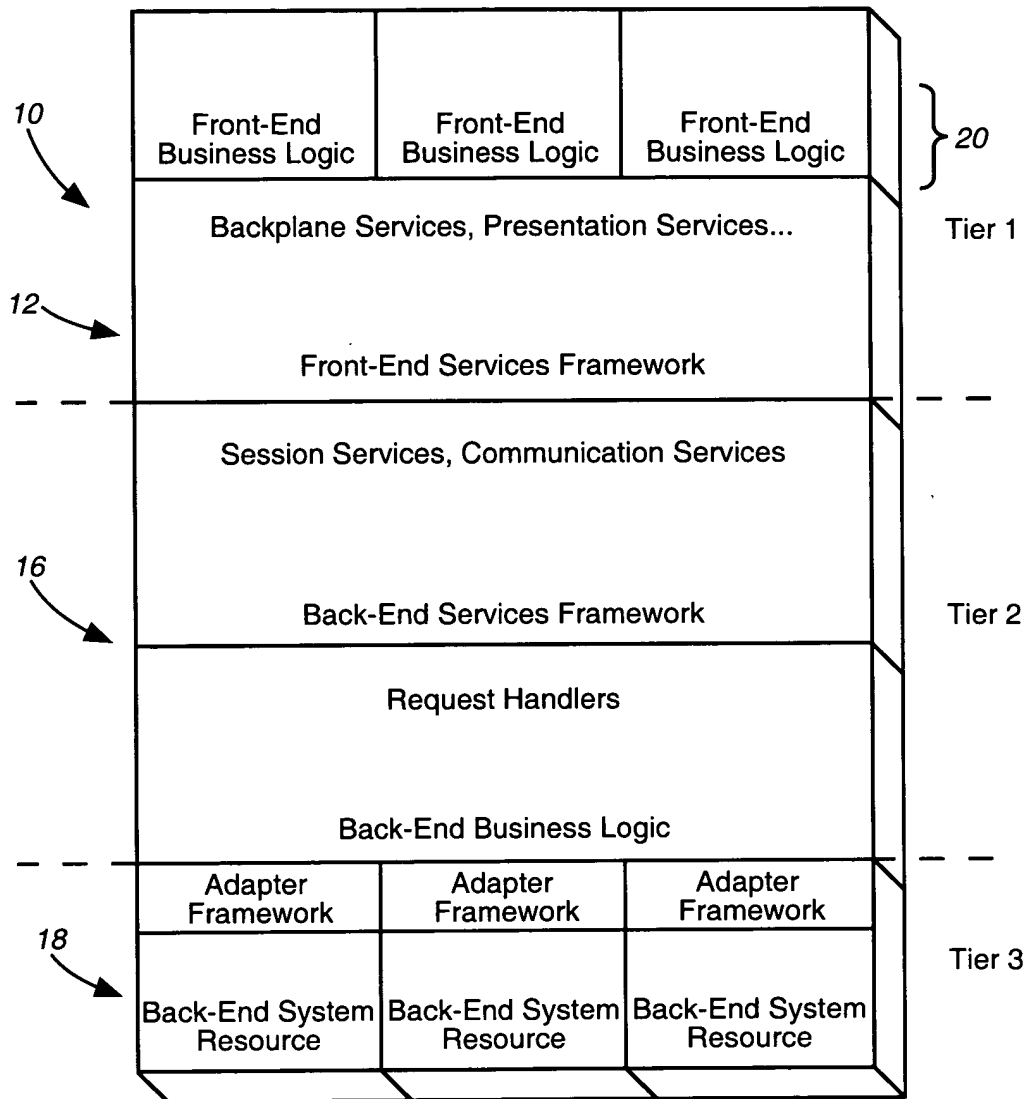 10
Front-End
Business Logic
Front-End
Business Logic
Front-End
Business Logic
20
Backplane Services, Presentation Services...
Tier 1
12
Front-End Services Framework
Session Services, Communication Services
16
Back-End Services Framework
Tier 2
Request Handlers
Back-End Business Logic
Adapter
Framework
Adapter
Framework
Adapter
Framework
18
Tier 3
Back-End System
Resource
Back-End System
Resource
Back-End System
Resource